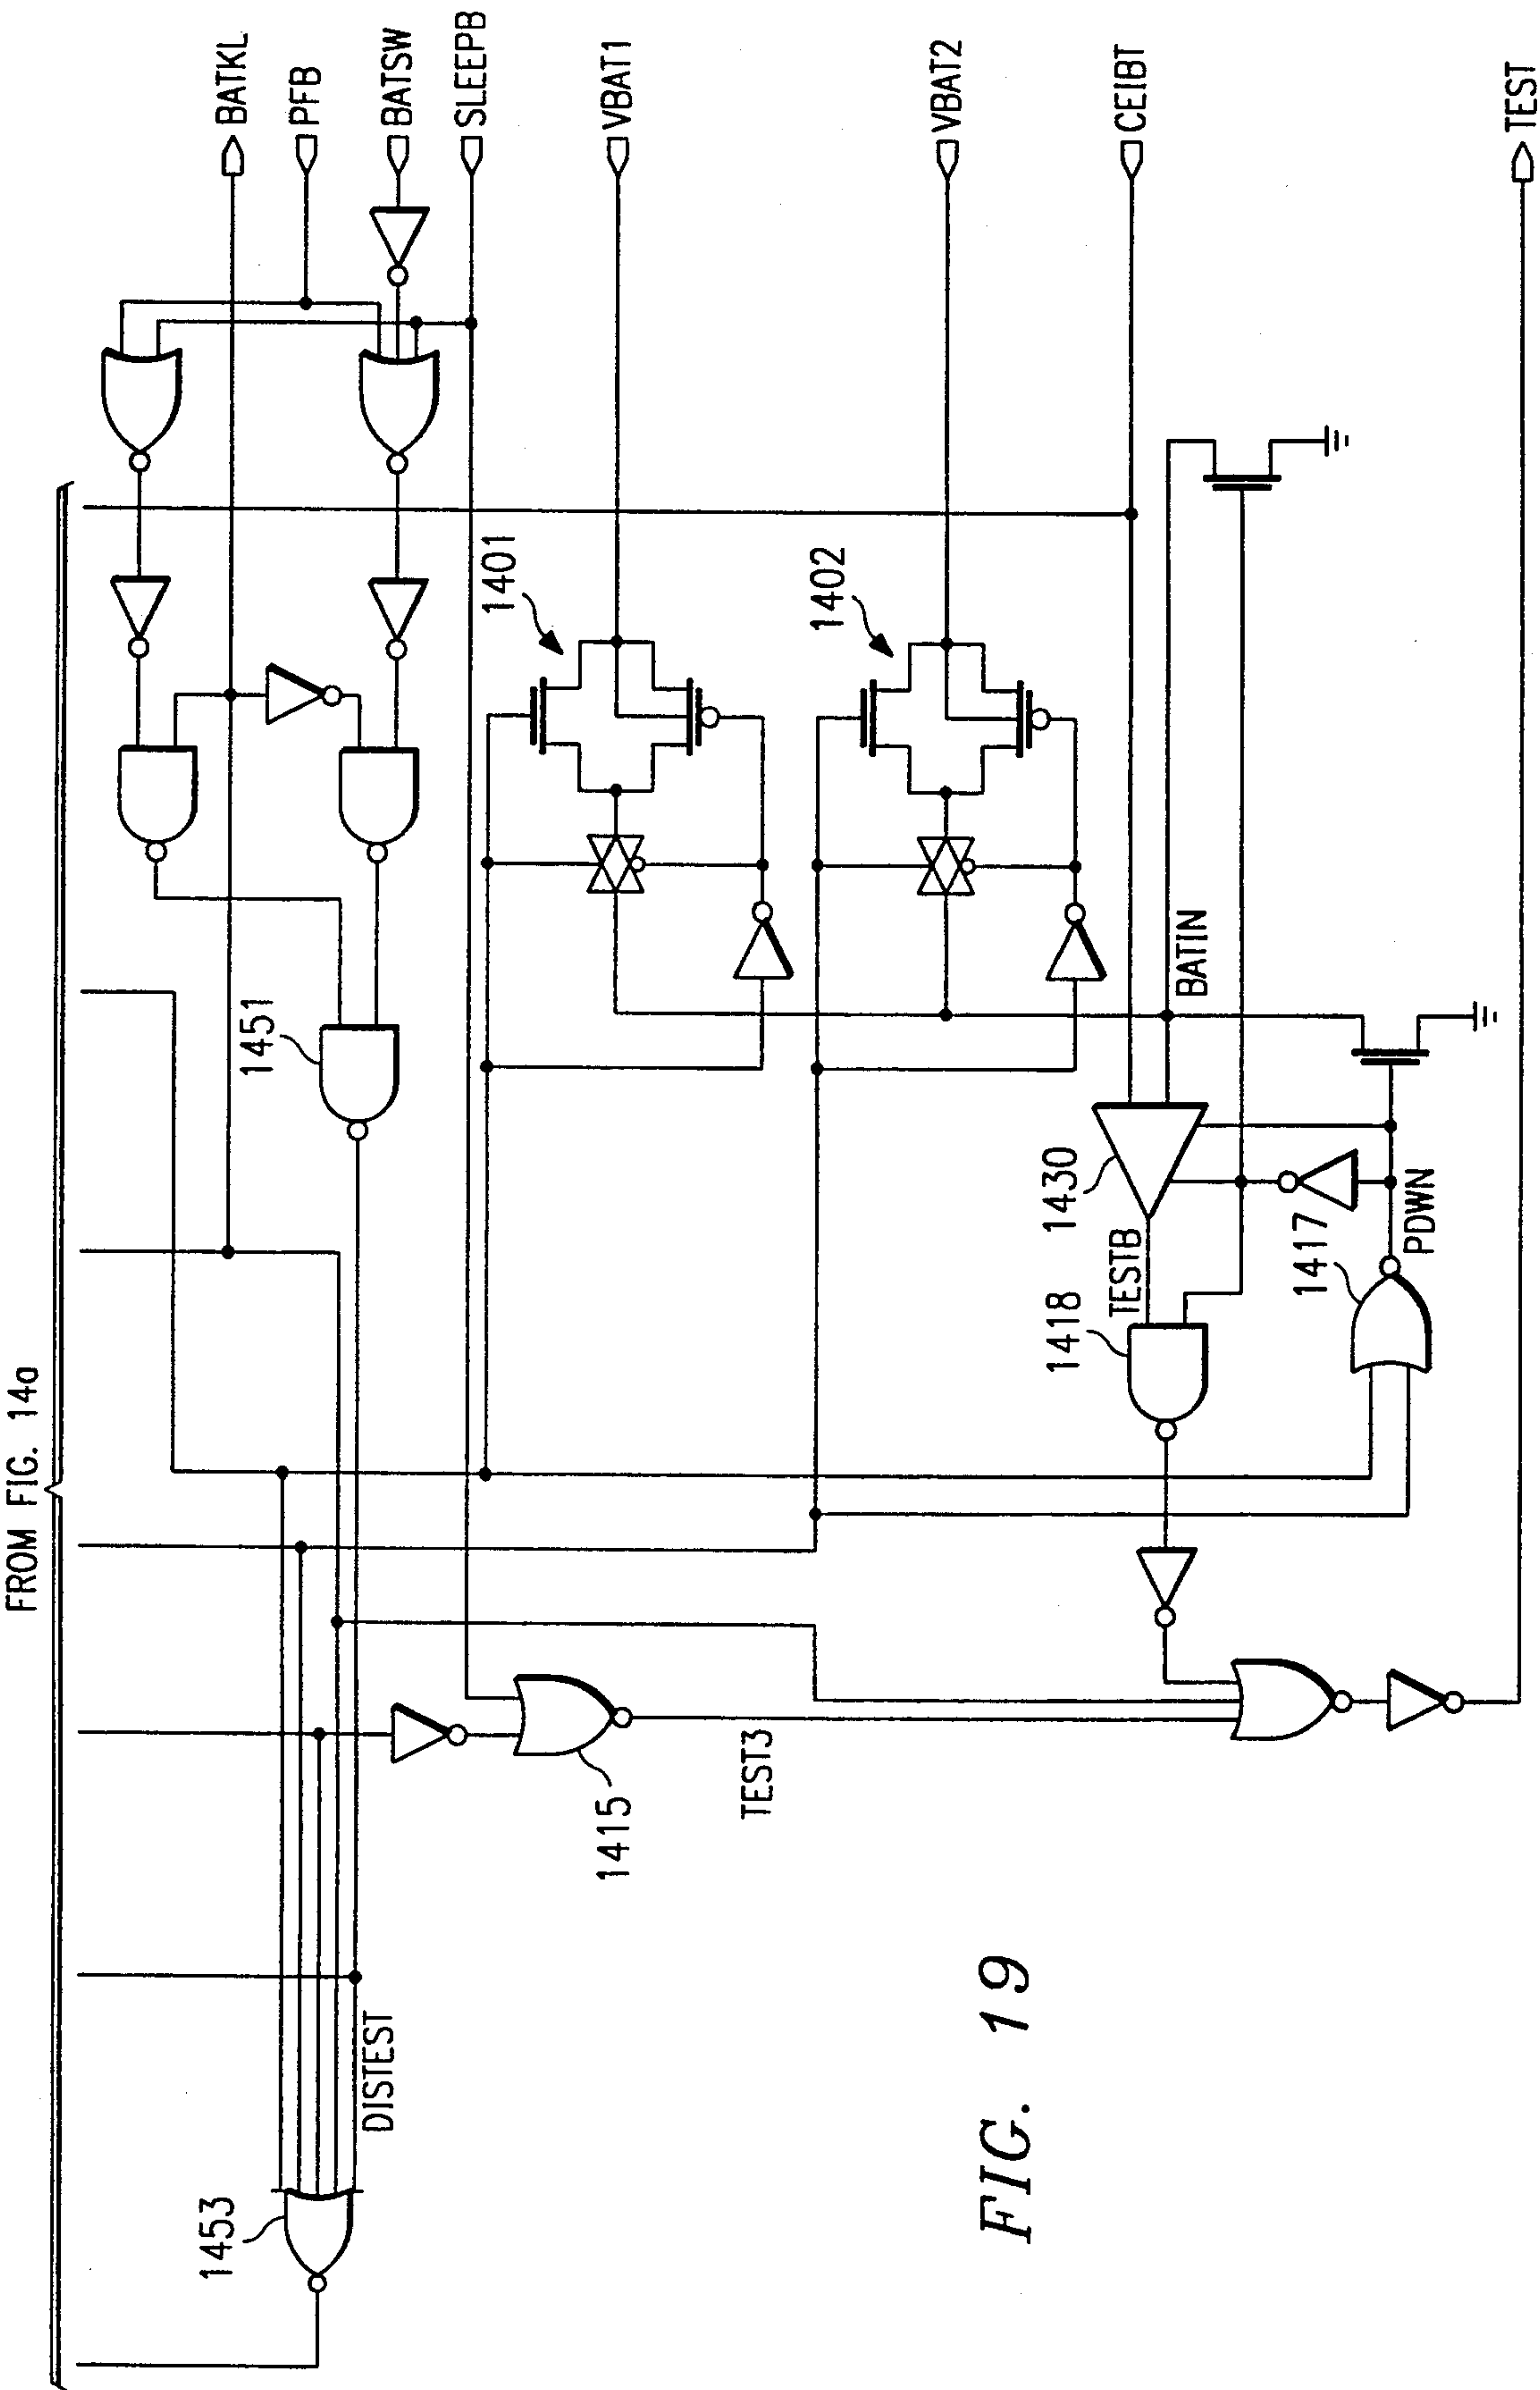 FROM FIG. 14a
BATKL
PFB
BATSW
SLEEPB
VBAT1
VBAT2
CEIBT
TEST
1401
1402
1451
BATIN
1430
TESTB
1418
1417
PDWN
1415
TEST3
DISTEST
1453
FIG. 19